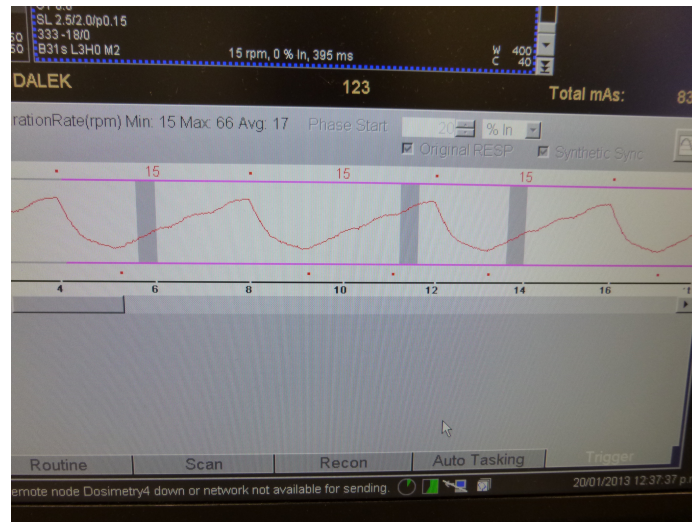 SL 2.5/2.0/p0.15
333 -18/0
B31s L3H0 M2
15 rpm, 0 % In, 395 ms
W 400
C 40
DALEK
123
Total mAs:
rationRate(rpm) Min: 15 Max: 66 Avg: 17
Phase Start
20
% In
Original RESP
Synthetic Sync
15 15 15
4 6 8 10 12 14 16
Routine
Scan
Recon
Auto Tasking
Trigger
emote node Dosimetry4 down or network not available for sending.
20/01/2013 12:37:37 p.